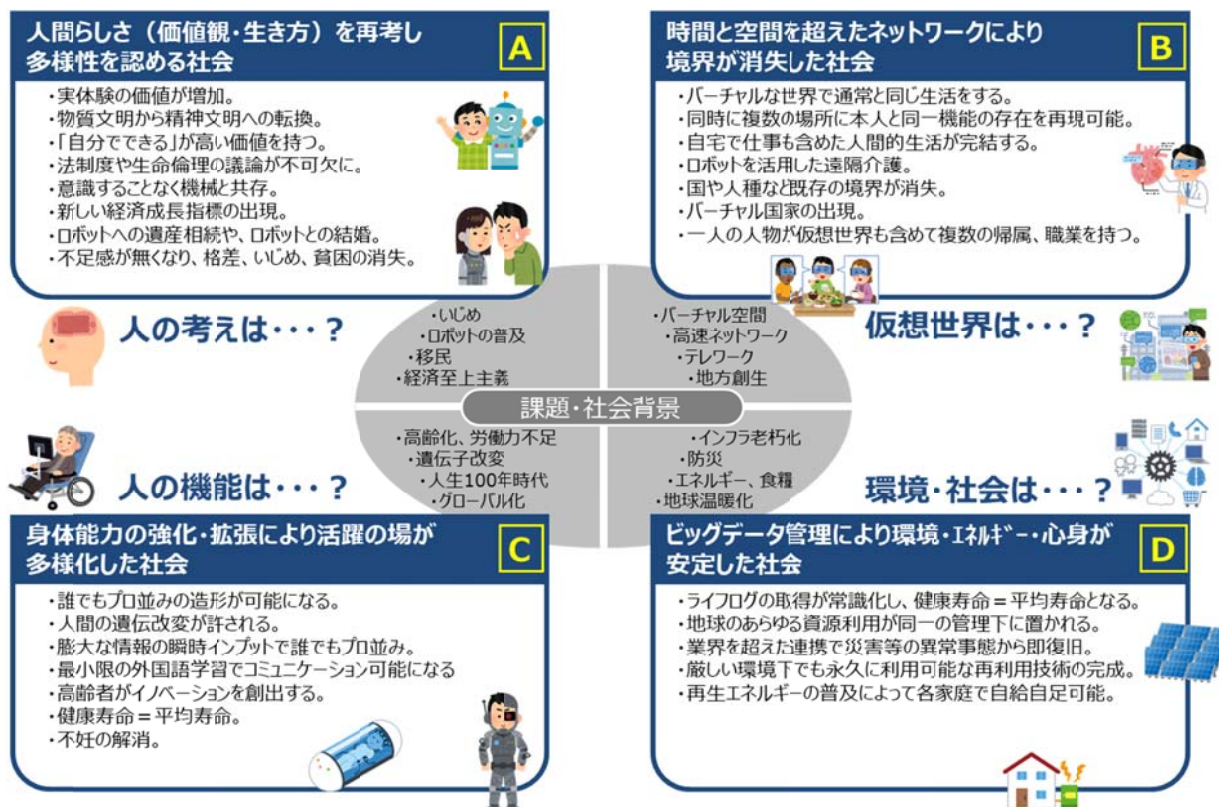 人間らしさ（価値観・生き方）を再考し
多様性を認める社会
A
・実体験の価値が増加。
・物質文明から精神文明への転換。
・「自分でできる」が高い価値を持つ。
・法制度や生命倫理の議論が不可欠に。
・意識することなく機械と共存。
・新しい経済成長指標の出現。
・ロボットへの遺産相続や、ロボットとの結婚。
・不足感が無くなり、格差、いじめ、貧困の消失。
時間と空間を超えたネットワークにより
境界が消失した社会
B
・バーチャルな世界で通常と同じ生活をする。
・同時に複数の場所に本人と同一機能の存在を再現可能。
・自宅で仕事も含めた人間的生活が完結する。
・ロボットを活用した遠隔介護。
・国や人種など既存の境界が消失。
・バーチャル国家の出現。
・一人の人物が仮想世界も含めて複数の帰属、職業を持つ。
人の考えは・・・？
・いじめ
・ロボットの普及
・移民
・経済至上主義
・バーチャル空間
・高速ネットワーク
・テレワーク
・地方創生
仮想世界は・・・？
課題・社会背景
人の機能は・・・？
・高齢化、労働力不足
・遺伝子改変
・人生100年時代
・グローバル化
・インフラ老朽化
・防災
・エネルギー、食糧
・地球温暖化
環境・社会は・・・？
身体能力の強化・拡張により活躍の場が
多様化した社会
C
・誰でもプロ並みの造形が可能になる。
・人間の遺伝改変が許される。
・膨大な情報の瞬時インプットで誰でもプロ並み。
・最小限の外国語学習でコミュニケーション可能になる
・高齢者がイノベーションを創出する。
・健康寿命＝平均寿命。
・不妊の解消。
ビッグデータ管理により環境・ｴﾈﾙｷﾞｰ・心身が
安定した社会
D
・ライフログの取得が常識化し、健康寿命＝平均寿命となる。
・地球のあらゆる資源利用が同一の管理下に置かれる。
・業界を超えた連携で災害等の異常事態から即復旧。
・厳しい環境下でも永久に利用可能な再利用技術の完成。
・再生エネルギーの普及によって各家庭で自給自足可能。